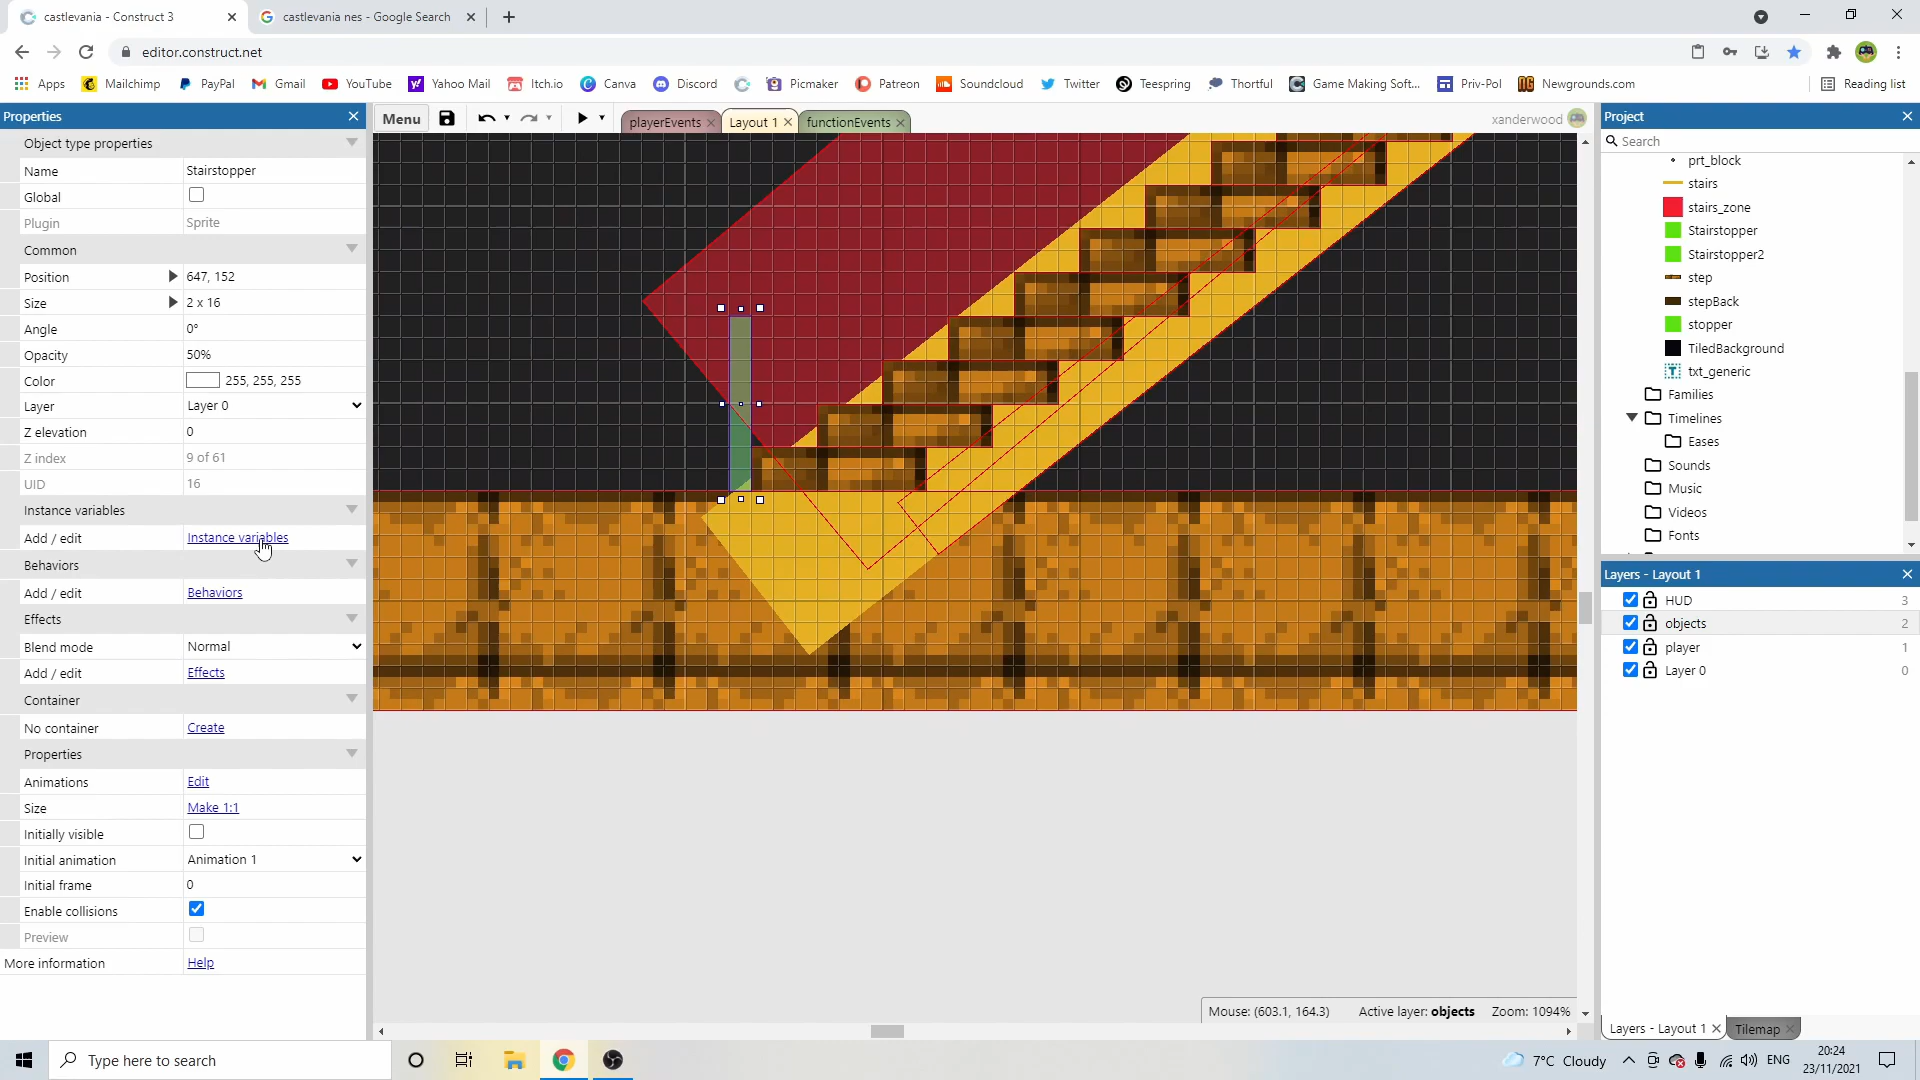 castlevania - Construct 3
castlevania nes - Google Search
editor.construct.net
Apps Mailchimp PayPal Gmail YouTube Yahoo Mail Itch.io Canva Discord Picmaker Patreon Soundcloud Twitter Teespring Thortful Game Making Soft... Priv-Pol Newgrounds.com Reading list
Properties
Menu
playerEvents
Layout 1
functionEvents
xanderwood
Object type properties
Name Stairstopper
Global
Plugin Sprite
Common
Position 647, 152
Size 2 x 16
Angle 0°
Opacity 50%
Color 255, 255, 255
Layer Layer 0
Z elevation 0
Z index 9 of 61
UID 16
Instance variables
Add / edit Instance variables
Behaviors
Add / edit Behaviors
Effects
Blend mode Normal
Add / edit Effects
Container
No container Create
Properties
Animations Edit
Size Make 1:1
Initially visible
Initial animation Animation 1
Initial frame 0
Enable collisions
Preview
More information Help
Mouse: (603.1, 164.3) Active layer: objects Zoom: 1094%
Project
Search
prt_block
stairs
stairs_zone
Stairstopper
Stairstopper2
step
stepBack
stopper
TiledBackground
txt_generic
Families
Timelines
Eases
Sounds
Music
Videos
Fonts
Layers - Layout 1
HUD 3
objects 2
player 1
Layer 0 0
Layers - Layout 1
Tilemap
Type here to search
7°C Cloudy
ENG
20:24
23/11/2021